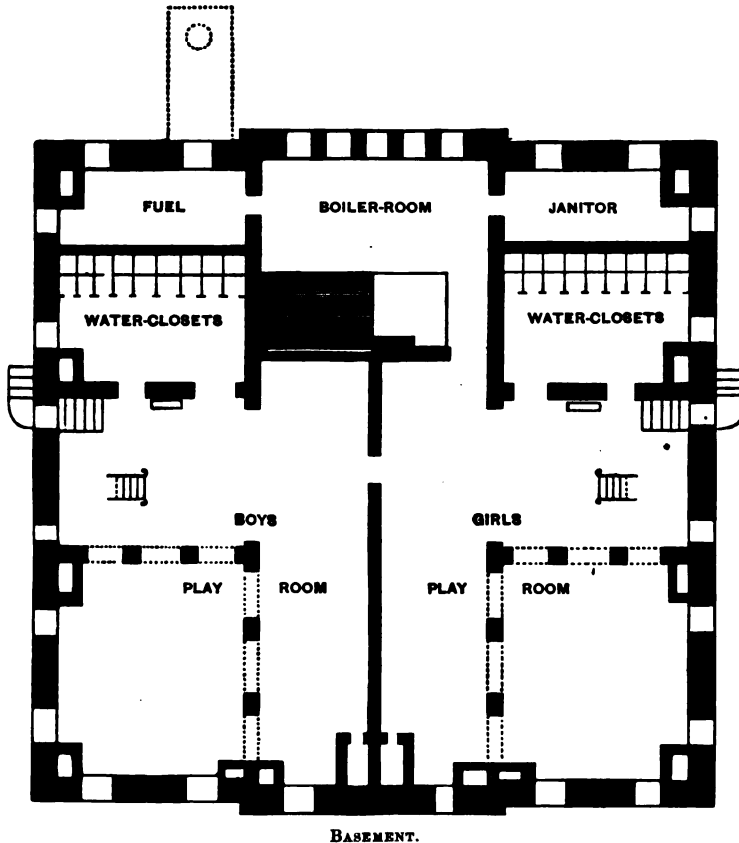 FUEL BOILER-ROOM JANITOR
WATER-CLOSETS WATER-CLOSETS
BOYS GIRLS
PLAY ROOM PLAY ROOM
BASEMENT.